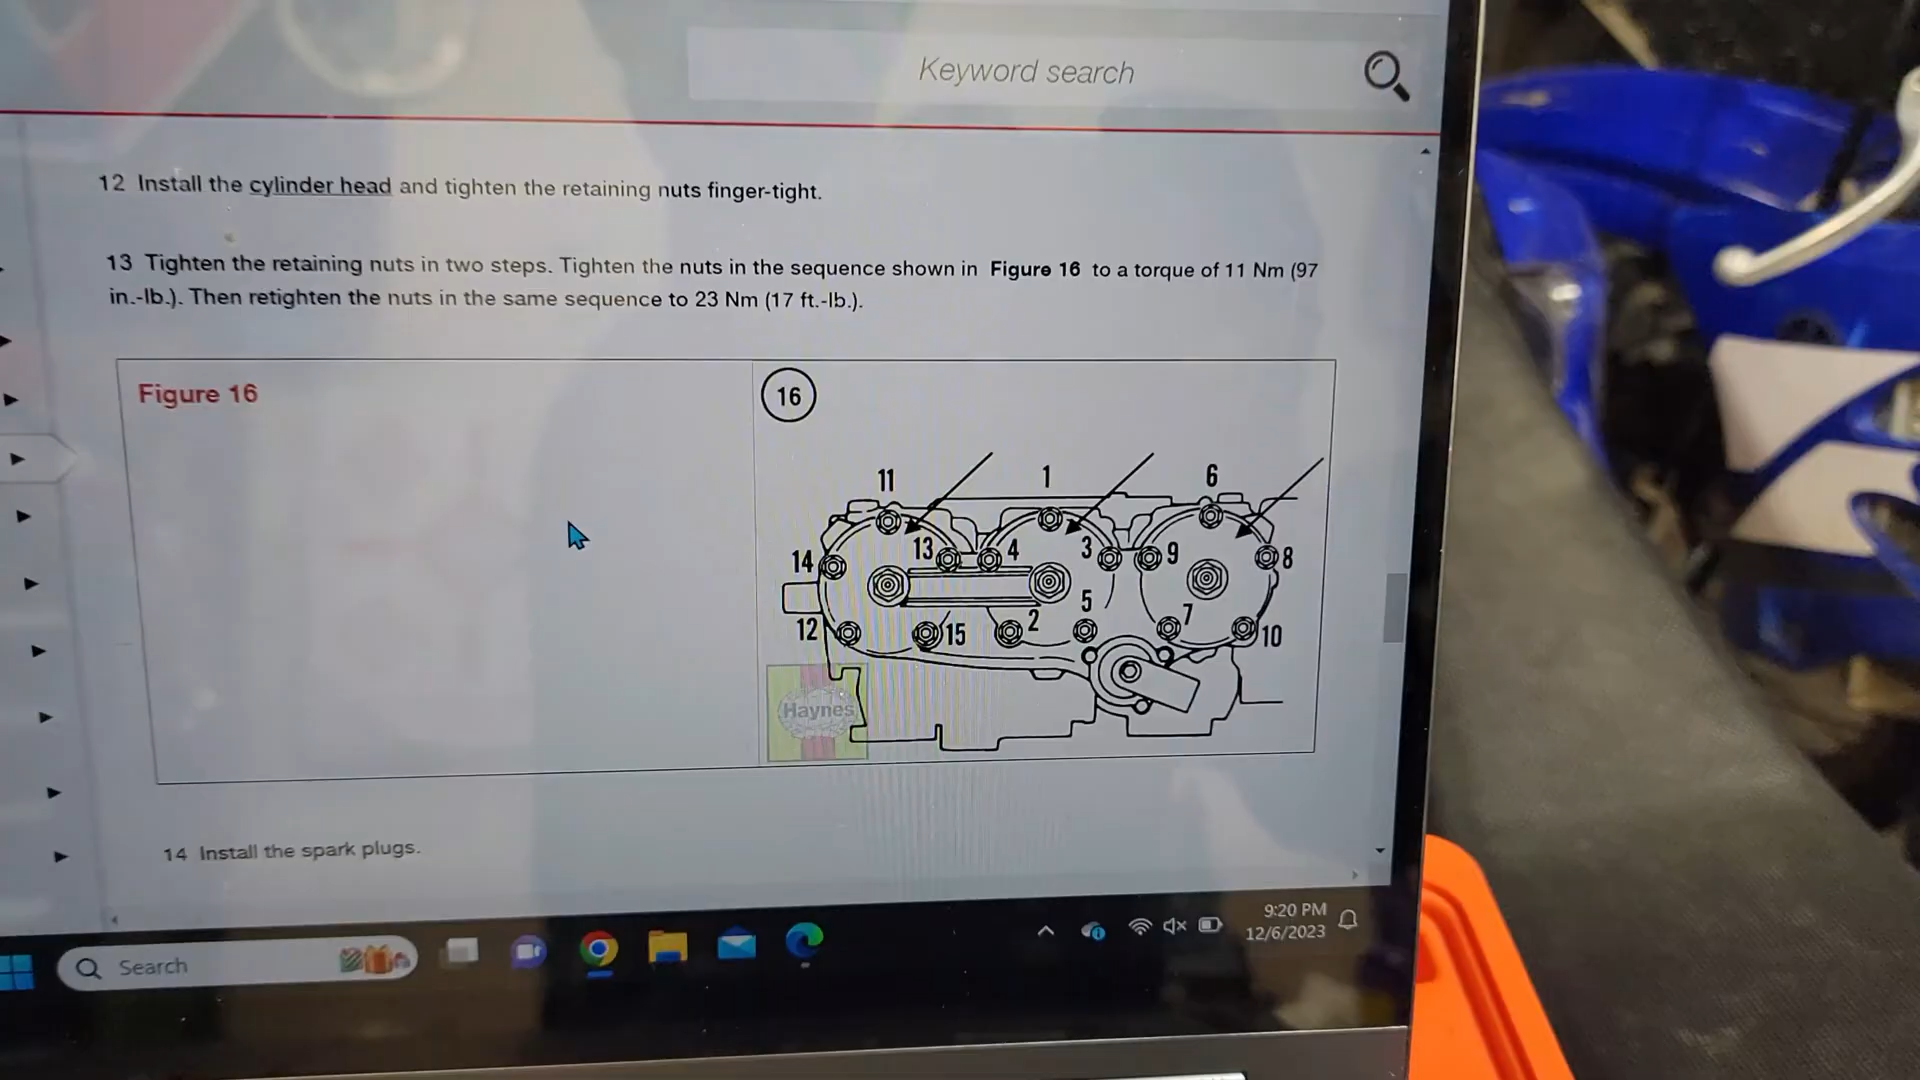 Keyword search
12 Install the cylinder head and tighten the retaining nuts finger-tight.
13 Tighten the retaining nuts in two steps. Tighten the nuts in the sequence shown in Figure 16 to a torque of 11 Nm (97
in.-lb.). Then retighten the nuts in the same sequence to 23 Nm (17 ft.-lb.).
Figure 16
16
11 1 6
14 13 4 3 9 8
12 15 2 5 7 10
Haynes
14 Install the spark plugs.
Search
9:20 PM
12/6/2023